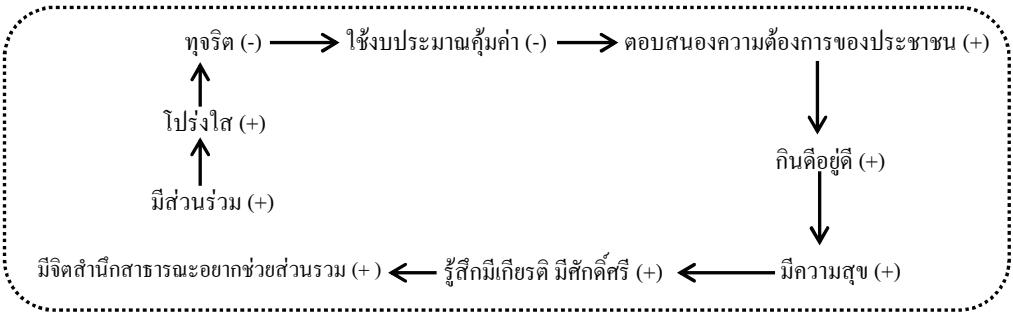 ทุจริต (-) ใช้งบประมาณคุ้มค่า (-) ตอบสนองความต้องการของประชาชน (+)
โปร่งใส (+)
กินดีอยู่ดี (+)
มีส่วนร่วม (+)
มีจิตสำนึกสาธารณะอยากช่วยส่วนรวม (+ ) รู้สึกมีเกียรติ มีศักดิ์ศรี (+) มีความสุข (+)